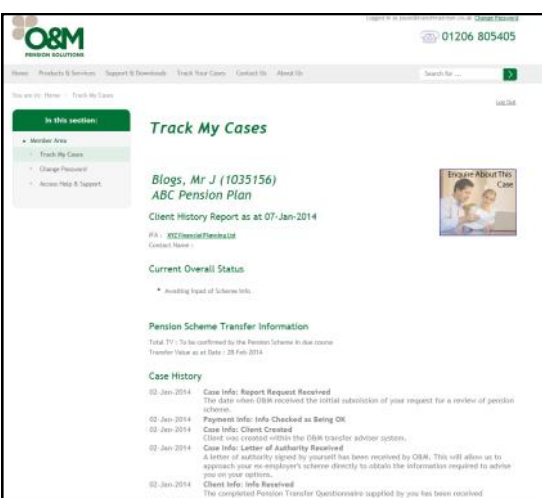 Logged in as Change Password
O&M
PENSION SOLUTIONS
01206 805405
Home Products & Services Support & Downloads Track Your Cases Contact Us About Us
Search for ...
You are in: Home Track My Cases
Log Out
In this section:
Member Area
Track My Cases
Change Password
Access Help & Support
Track My Cases
Blogs, Mr J (1035156)
ABC Pension Plan
Enquire About This
Case
Client History Report as at 07-Jan-2014
IFA : XYZ Financial Planning Ltd
Contact Name :
Current Overall Status
Awaiting Input of Scheme Info
Pension Scheme Transfer Information
Total TV : To be confirmed by the Pension Scheme in due course
Transfer Value as at Date : 28 Feb 2014
Case History
02-Jan-2014 Case Info: Report Request Received
The date when O&M received the initial submission of your request for a review of pension
scheme.
02-Jan-2014 Payment Info: Info Checked as Being OK
02-Jan-2014 Case Info: Client Created
Client was created within the O&M transfer adviser system.
02-Jan-2014 Case Info: Letter of Authority Received
A letter of authority signed by yourself has been received by O&M. This will allow us to
approach your ex-employer's scheme directly to obtain the information required to advise
you on your options.
02-Jan-2014 Client Info: Info Received
The completed Pension Transfer Questionnaire supplied by you has been received